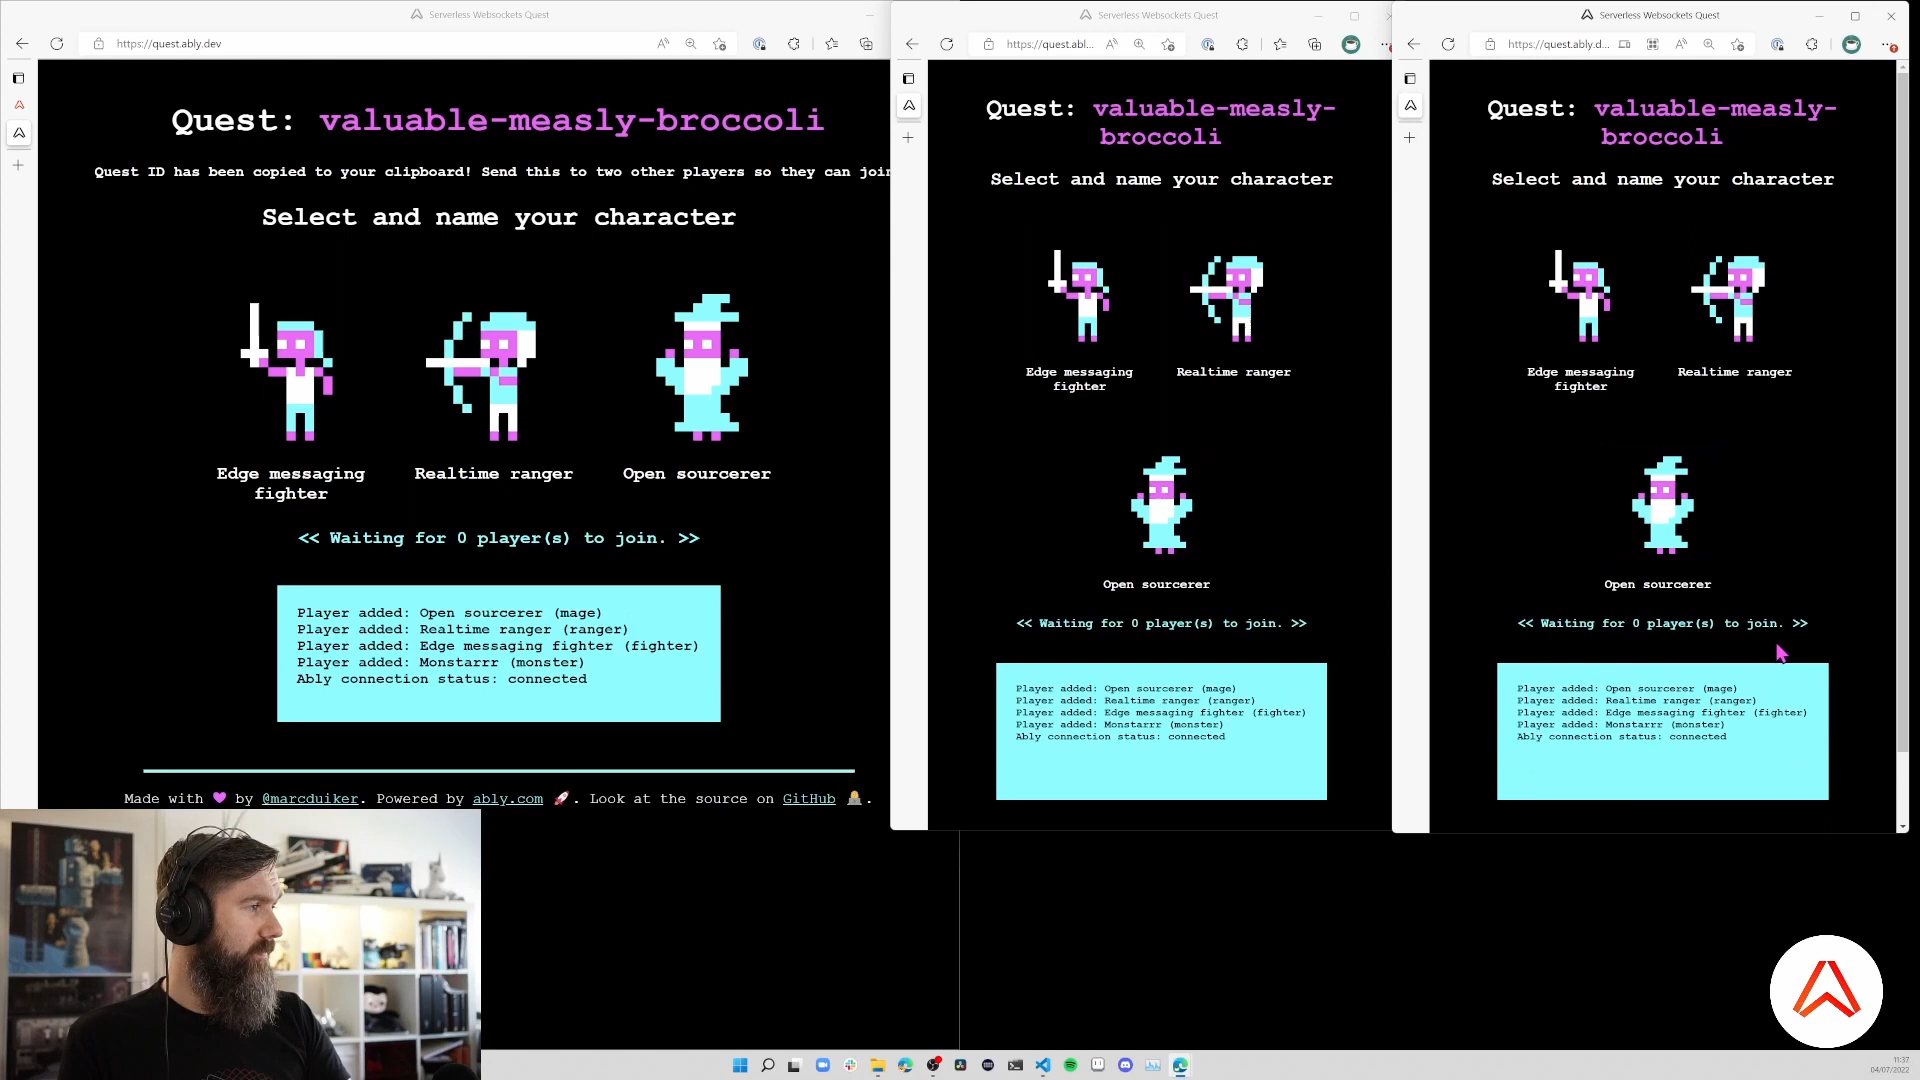 Serverless Websockets Quest
https://quest.ably.dev
Quest: valuable-measly-broccoli
Quest ID has been copied to your clipboard! Send this to two other players so they can join
Select and name your character
Edge messaging
fighter
Realtime ranger
Open sourcerer
<< Waiting for 0 player(s) to join. >>
Player added: Open sourcerer (mage)
Player added: Realtime ranger (ranger)
Player added: Edge messaging fighter (fighter)
Player added: Monstarrr (monster)
Ably connection status: connected
Made with 💜 by @marcduiker. Powered by ably.com 🚀. Look at the source on GitHub
Serverless Websockets Quest
https://quest.abl...
Quest: valuable-measly-
broccoli
Select and name your character
Edge messaging
fighter
Realtime ranger
Open sourcerer
<< Waiting for 0 player(s) to join. >>
Player added: Open sourcerer (mage)
Player added: Realtime ranger (ranger)
Player added: Edge messaging fighter (fighter)
Player added: Monstarrr (monster)
Ably connection status: connected
Serverless Websockets Quest
https://quest.ably.d...
Quest: valuable-measly-
broccoli
Select and name your character
Edge messaging
fighter
Realtime ranger
Open sourcerer
<< Waiting for 0 player(s) to join. >>
Player added: Open sourcerer (mage)
Player added: Realtime ranger (ranger)
Player added: Edge messaging fighter (fighter)
Player added: Monstarrr (monster)
Ably connection status: connected
11:37
04/07/2022